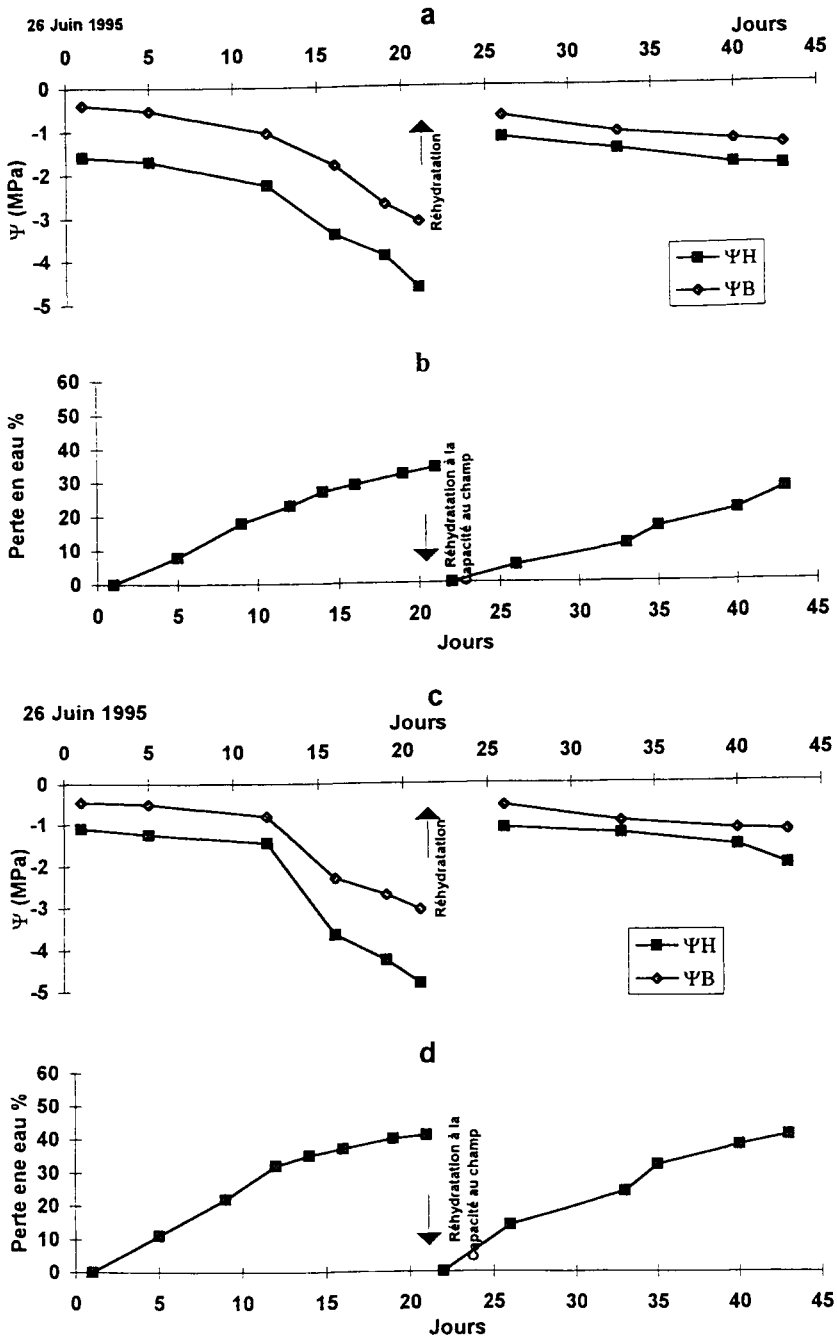 a
26 Juin 1995
Jours
0 5 10 15 20 25 30 35 40 45
0
-1
-2
-3
-4
-5
Ψ (MPa)
Réhydratation
ΨH
ΨB
b
60
50
40
30
20
10
0
Perte en eau %
Réhydratation à la
capacité au champ
0 5 10 15 20 25 30 35 40 45
Jours
c
26 Juin 1995
Jours
0 5 10 15 20 25 30 35 40 45
0
-1
-2
-3
-4
-5
Ψ (MPa)
Réhydratation
ΨH
ΨB
d
60
50
40
30
20
10
0
Perte ene eau %
Réhydratation à la
capacité au champ
0 5 10 15 20 25 30 35 40 45
Jours